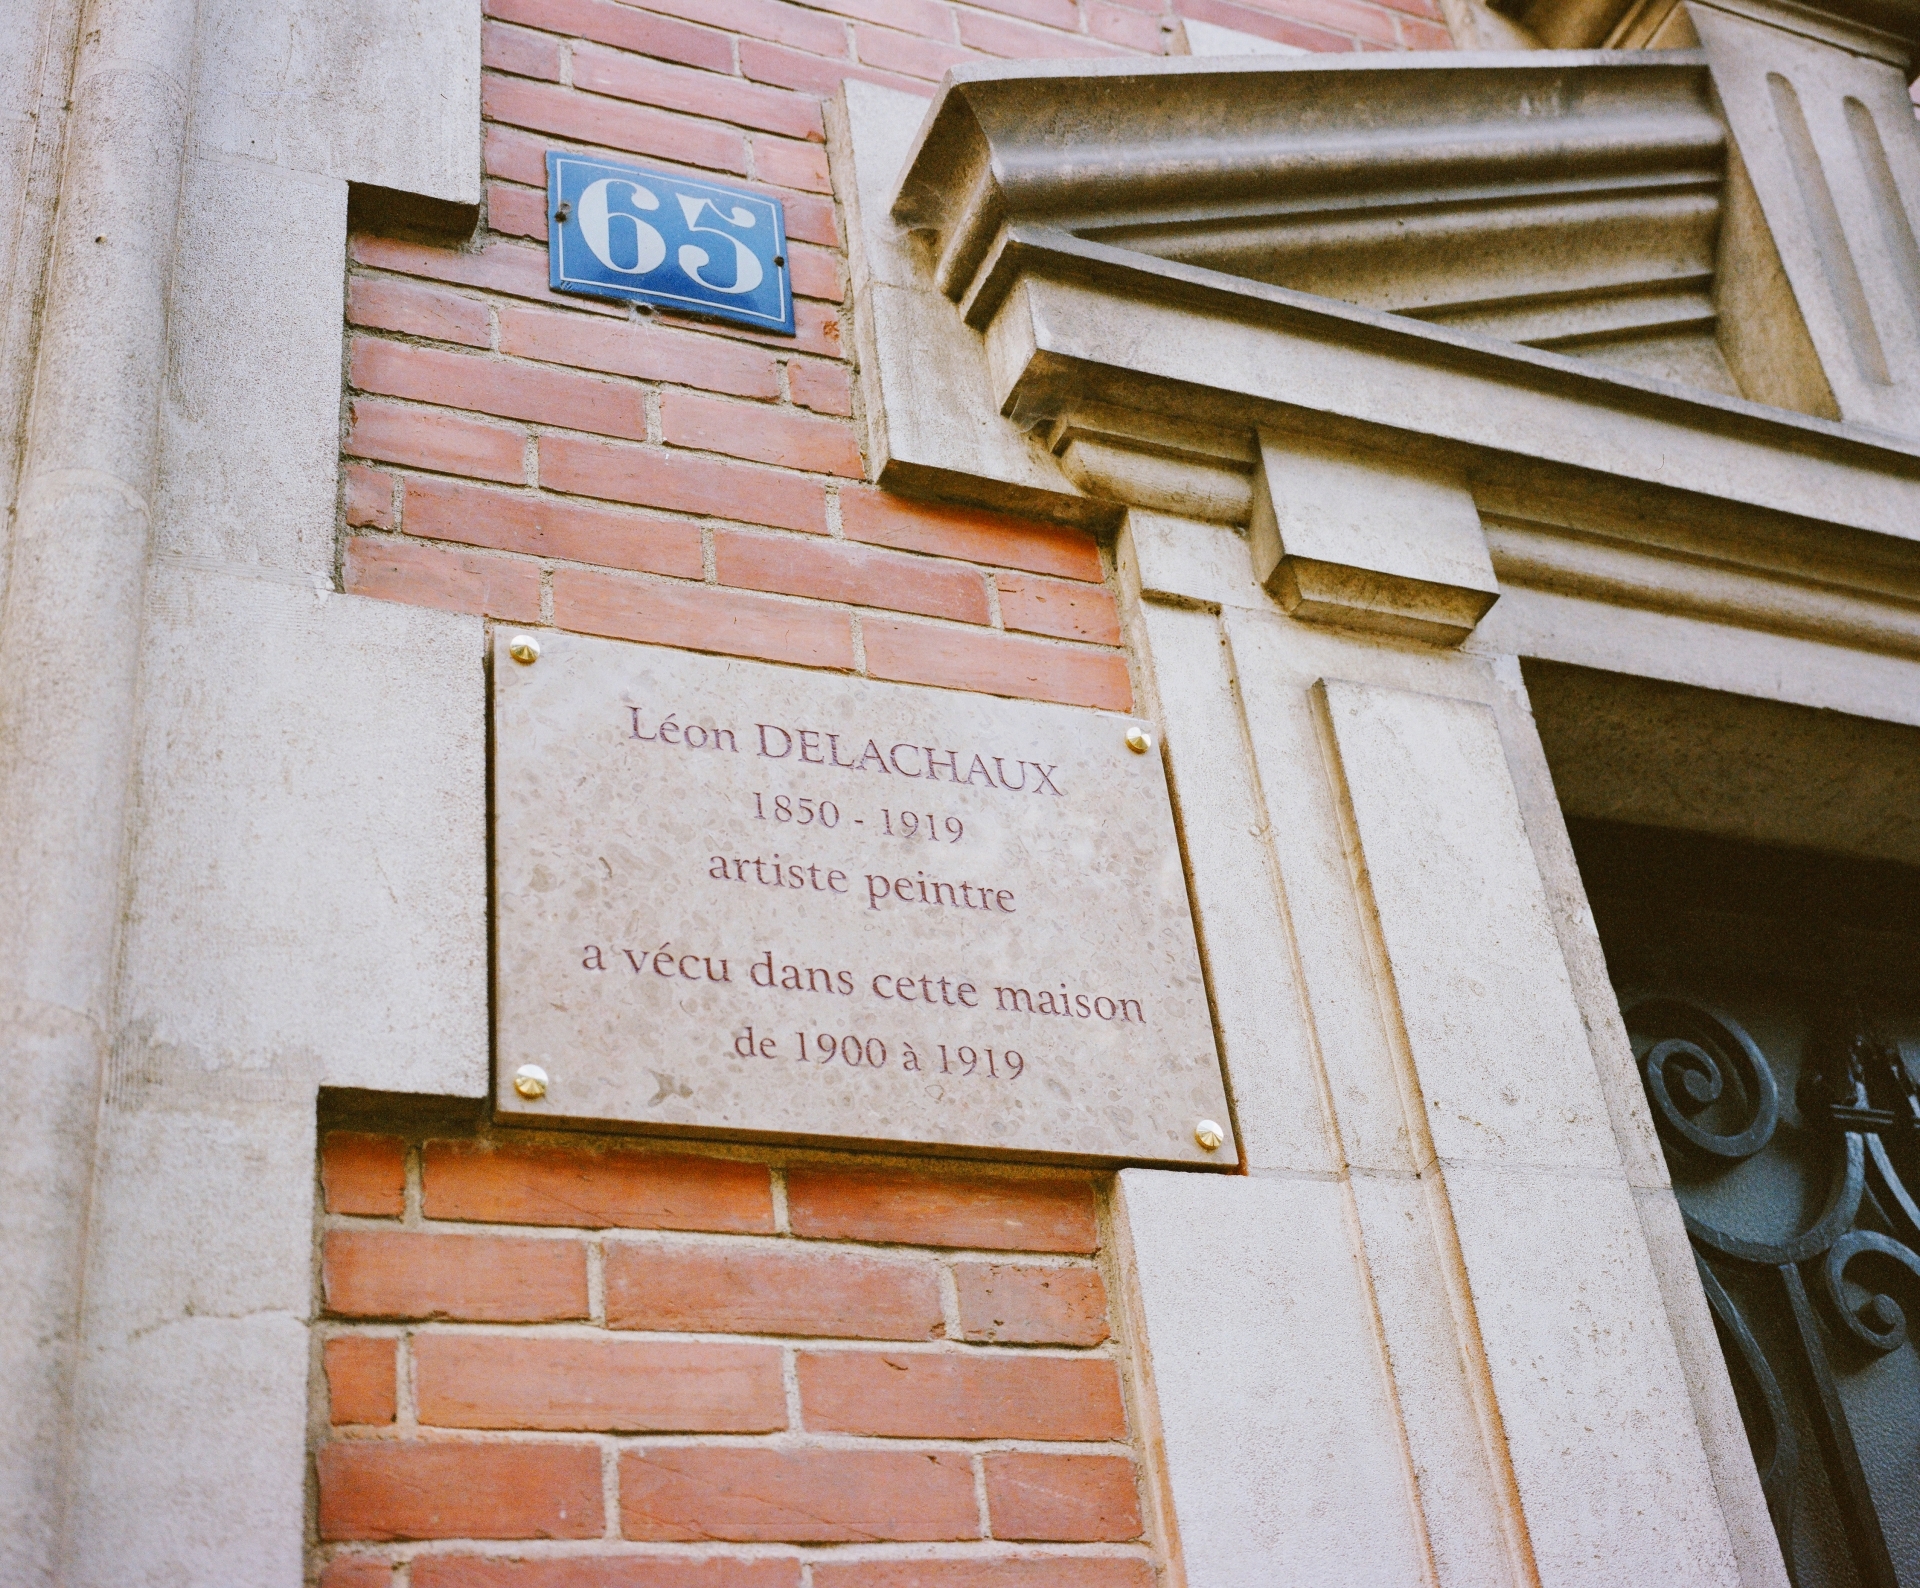 65
Léon DELACHAUX
1850 - 1919
artiste peintre
a vécu dans cette maison
de 1900 à 1919